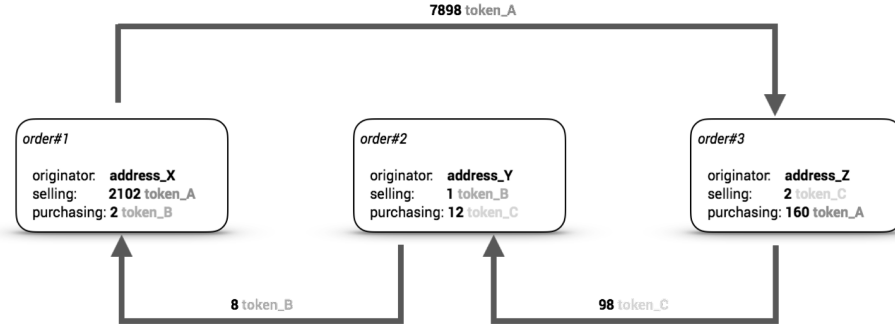 7898 token_A
order#1
originator: address_X
selling: 2102 token_A
purchasing: 2 token_B
order#2
originator: address_Y
selling: 1 token_B
purchasing: 12 token_C
order#3
originator: address_Z
selling: 2 token_C
purchasing: 160 token_A
8 token_B
98 token_C